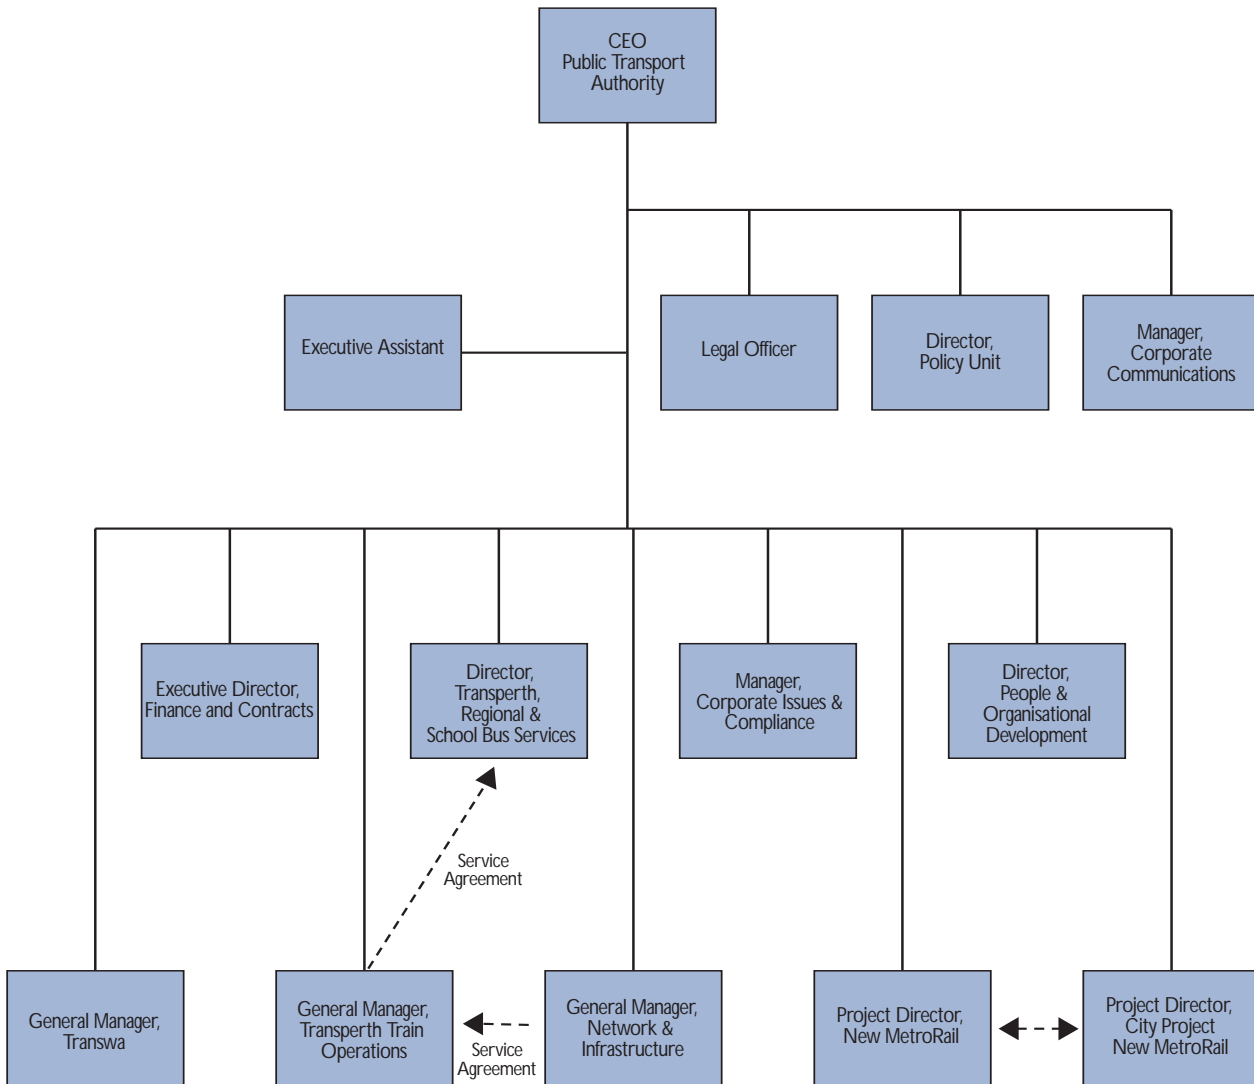 CEO
Public Transport
Authority
Executive Assistant
Legal Officer
Director,
Policy Unit
Manager,
Corporate
Communications
Executive Director,
Finance and Contracts
Director,
Transperth,
Regional &
School Bus Services
Manager,
Corporate Issues &
Compliance
Director,
People &
Organisational
Development
Service
Agreement
General Manager,
Transwa
General Manager,
Transperth Train
Operations
Service
Agreement
General Manager,
Network &
Infrastructure
Project Director,
New MetroRail
Project Director,
City Project
New MetroRail